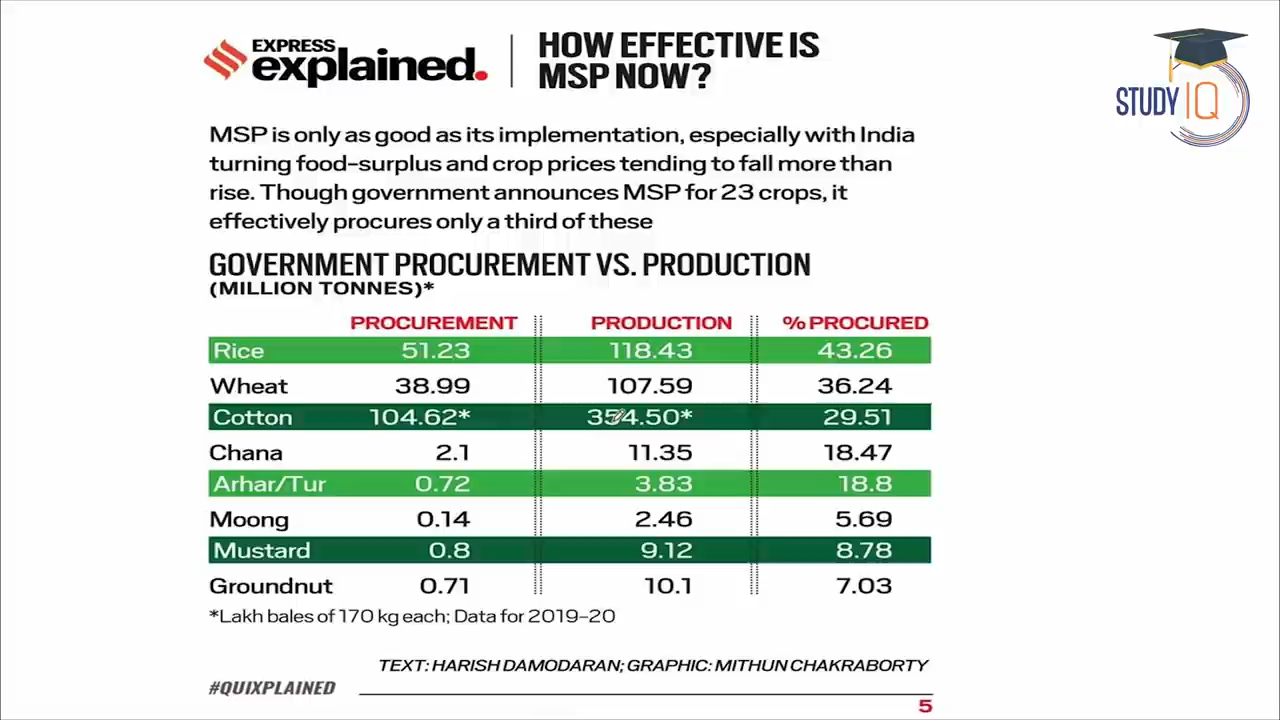 EXPRESS
explained.
HOW EFFECTIVE IS
MSP NOW?
STUDY IQ
MSP is only as good as its implementation, especially with India
turning food-surplus and crop prices tending to fall more than
rise. Though government announces MSP for 23 crops, it
effectively procures only a third of these
GOVERNMENT PROCUREMENT VS. PRODUCTION
(MILLION TONNES)*
PROCUREMENT PRODUCTION % PROCURED
Rice 51.23 118.43 43.26
Wheat 38.99 107.59 36.24
Cotton 104.62* 354.50* 29.51
Chana 2.1 11.35 18.47
Arhar/Tur 0.72 3.83 18.8
Moong 0.14 2.46 5.69
Mustard 0.8 9.12 8.78
Groundnut 0.71 10.1 7.03
*Lakh bales of 170 kg each; Data for 2019-20
TEXT: HARISH DAMODARAN; GRAPHIC: MITHUN CHAKRABORTY
#QUIXPLAINED
5